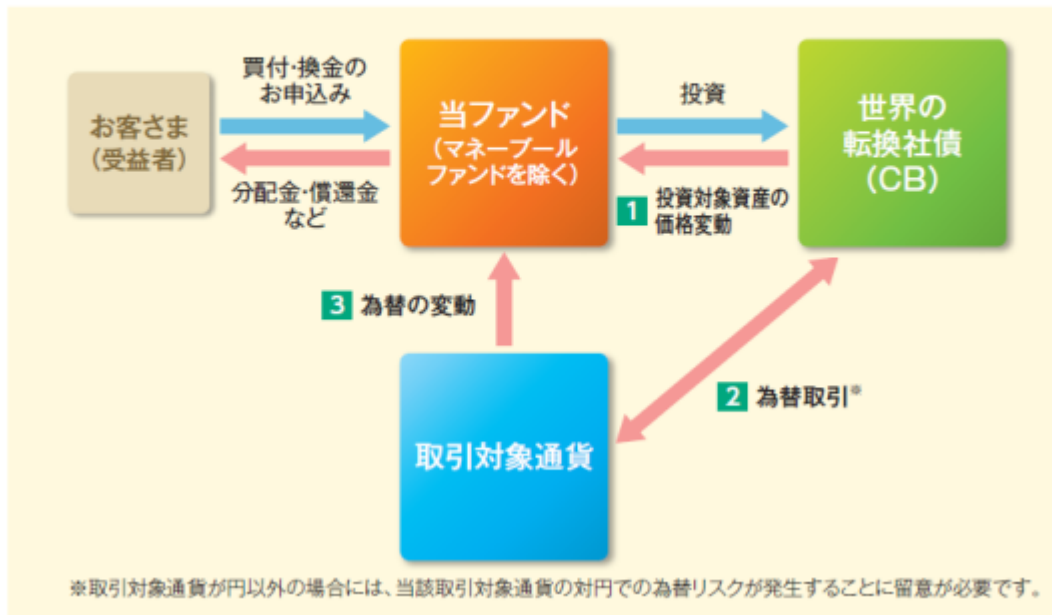 買付・換金の
お申込み
お客さま
(受益者)
分配金・償還金
など
当ファンド
(マネープール
ファンドを除く)
投資
1 投資対象資産の
価格変動
世界の
転換社債
(CB)
3 為替の変動
2 為替取引※
取引対象通貨
※取引対象通貨が円以外の場合には、当該取引対象通貨の対円での為替リスクが発生することに留意が必要です。